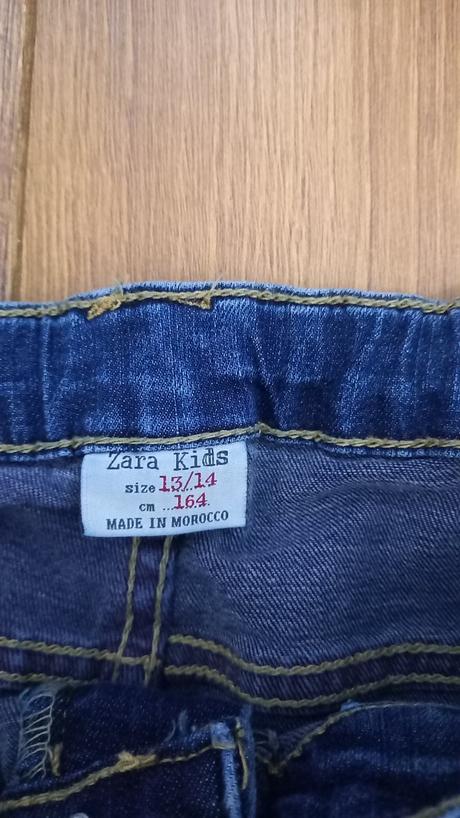 Zara Kids
size 13/14
cm ...164
MADE IN MOROCCO